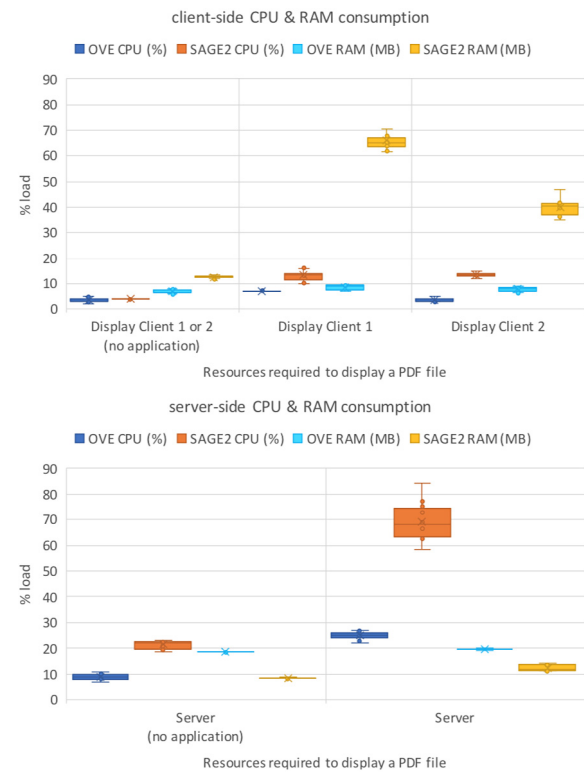 client-side CPU & RAM consumption
OVE CPU (%) SAGE2 CPU (%) OVE RAM (MB) SAGE2 RAM (MB)
90
80
70
60
50
40
30
20
10
0
% load
Display Client 1 or 2 Display Client 1 Display Client 2
(no application)
Resources required to display a PDF file
server-side CPU & RAM consumption
OVE CPU (%) SAGE2 CPU (%) OVE RAM (MB) SAGE2 RAM (MB)
90
80
70
60
50
40
30
20
10
0
% load
Server Server
(no application)
Resources required to display a PDF file